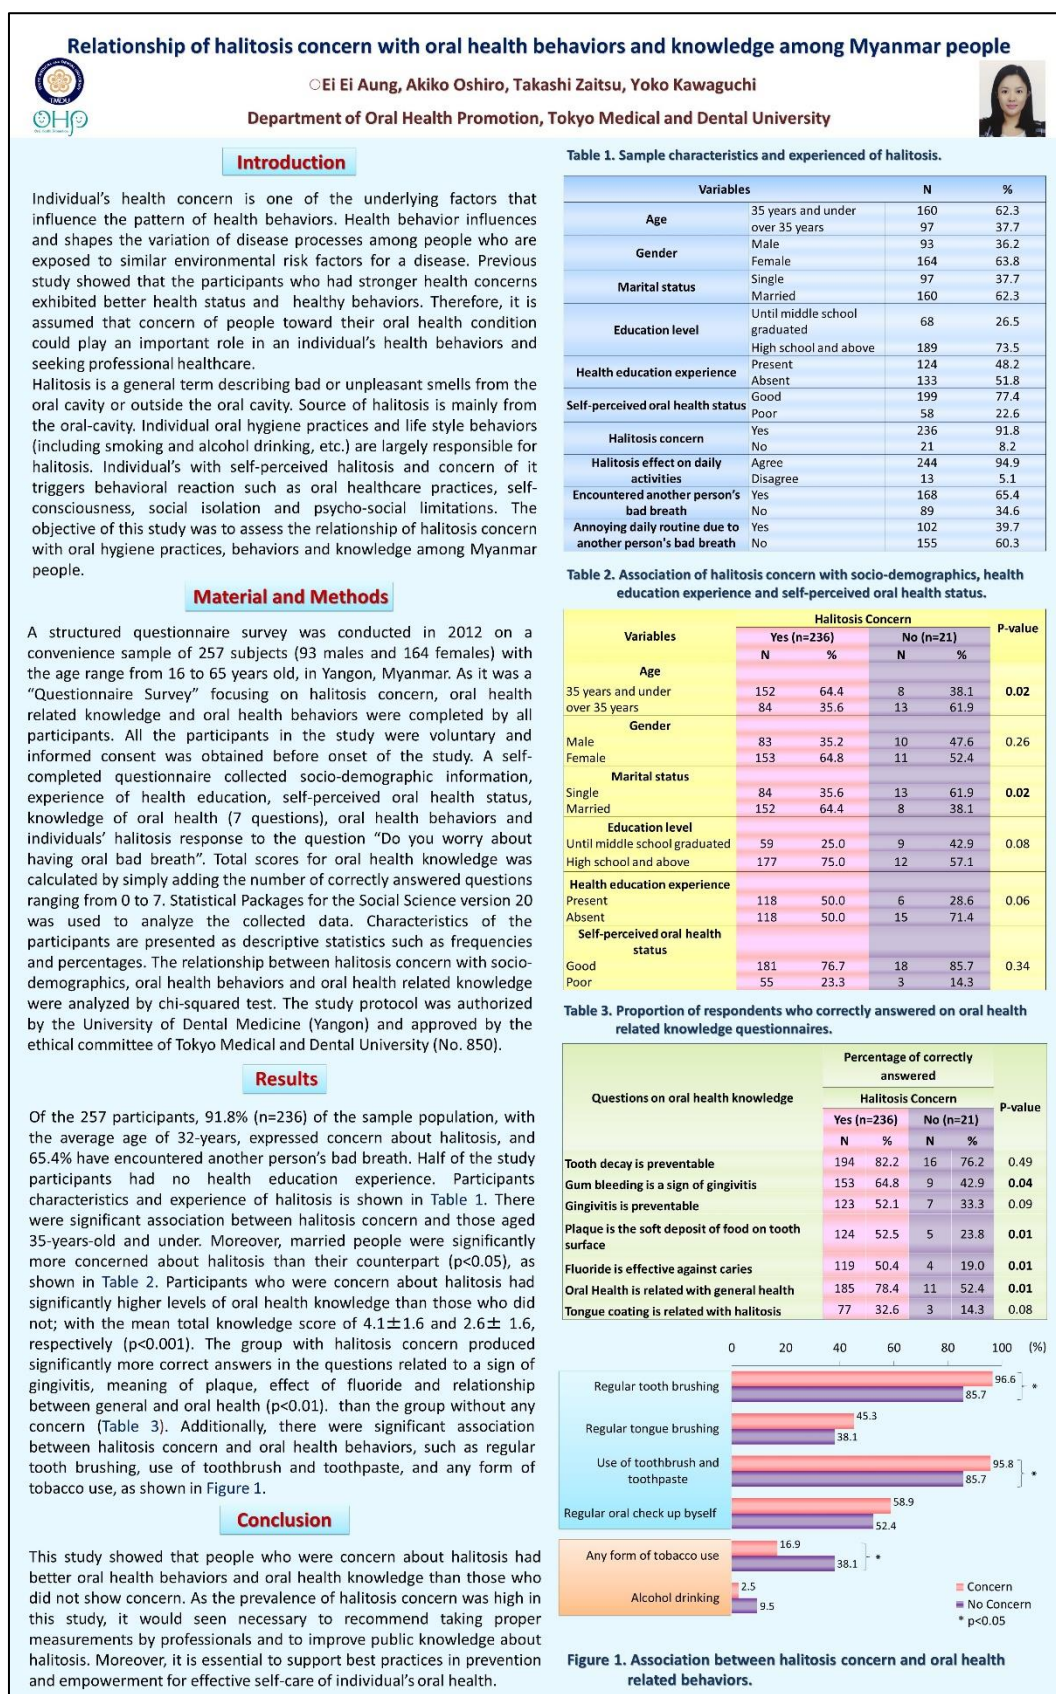 Relationship of halitosis concern with oral health behaviors and knowledge among Myanmar people
○Ei Ei Aung, Akiko Oshiro, Takashi Zaitsu, Yoko Kawaguchi
Department of Oral Health Promotion, Tokyo Medical and Dental University
TMDU
OHP
Introduction
Individual's health concern is one of the underlying factors that
influence the pattern of health behaviors. Health behavior influences
and shapes the variation of disease processes among people who are
exposed to similar environmental risk factors for a disease. Previous
study showed that the participants who had stronger health concerns
exhibited better health status and healthy behaviors. Therefore, it is
assumed that concern of people toward their oral health condition
could play an important role in an individual's health behaviors and
seeking professional healthcare.
Halitosis is a general term describing bad or unpleasant smells from the
oral cavity or outside the oral cavity. Source of halitosis is mainly from
the oral-cavity. Individual oral hygiene practices and life style behaviors
(including smoking and alcohol drinking, etc.) are largely responsible for
halitosis. Individual's with self-perceived halitosis and concern of it
triggers behavioral reaction such as oral healthcare practices, self-
consciousness, social isolation and psycho-social limitations. The
objective of this study was to assess the relationship of halitosis concern
with oral hygiene practices, behaviors and knowledge among Myanmar
people.
Material and Methods
A structured questionnaire survey was conducted in 2012 on a
convenience sample of 257 subjects (93 males and 164 females) with
the age range from 16 to 65 years old, in Yangon, Myanmar. As it was a
"Questionnaire Survey" focusing on halitosis concern, oral health
related knowledge and oral health behaviors were completed by all
participants. All the participants in the study were voluntary and
informed consent was obtained before onset of the study. A self-
completed questionnaire collected socio-demographic information,
experience of health education, self-perceived oral health status,
knowledge of oral health (7 questions), oral health behaviors and
individuals' halitosis response to the question "Do you worry about
having oral bad breath". Total scores for oral health knowledge was
calculated by simply adding the number of correctly answered questions
ranging from 0 to 7. Statistical Packages for the Social Science version 20
was used to analyze the collected data. Characteristics of the
participants are presented as descriptive statistics such as frequencies
and percentages. The relationship between halitosis concern with socio-
demographics, oral health behaviors and oral health related knowledge
were analyzed by chi-squared test. The study protocol was authorized
by the University of Dental Medicine (Yangon) and approved by the
ethical committee of Tokyo Medical and Dental University (No. 850).
Results
Of the 257 participants, 91.8% (n=236) of the sample population, with
the average age of 32-years, expressed concern about halitosis, and
65.4% have encountered another person's bad breath. Half of the study
participants had no health education experience. Participants
characteristics and experience of halitosis is shown in Table 1. There
were significant association between halitosis concern and those aged
35-years-old and under. Moreover, married people were significantly
more concerned about halitosis than their counterpart (p<0.05), as
shown in Table 2. Participants who were concern about halitosis had
significantly higher levels of oral health knowledge than those who did
not; with the mean total knowledge score of 4.1±1.6 and 2.6± 1.6,
respectively (p<0.001). The group with halitosis concern produced
significantly more correct answers in the questions related to a sign of
gingivitis, meaning of plaque, effect of fluoride and relationship
between general and oral health (p<0.01). than the group without any
concern (Table 3). Additionally, there were significant association
between halitosis concern and oral health behaviors, such as regular
tooth brushing, use of toothbrush and toothpaste, and any form of
tobacco use, as shown in Figure 1.
Conclusion
This study showed that people who were concern about halitosis had
better oral health behaviors and oral health knowledge than those who
did not show concern. As the prevalence of halitosis concern was high in
this study, it would seen necessary to recommend taking proper
measurements by professionals and to improve public knowledge about
halitosis. Moreover, it is essential to support best practices in prevention
and empowerment for effective self-care of individual's oral health.
Table 1. Sample characteristics and experienced of halitosis.
Variables N %
Age 35 years and under 160 62.3
over 35 years 97 37.7
Gender Male 93 36.2
Female 164 63.8
Marital status Single 97 37.7
Married 160 62.3
Education level Until middle school graduated 68 26.5
High school and above 189 73.5
Health education experience Present 124 48.2
Absent 133 51.8
Self-perceived oral health status Good 199 77.4
Poor 58 22.6
Halitosis concern Yes 236 91.8
No 21 8.2
Halitosis effect on daily activities Agree 244 94.9
Disagree 13 5.1
Encountered another person's bad breath Yes 168 65.4
No 89 34.6
Annoying daily routine due to another person's bad breath Yes 102 39.7
No 155 60.3
Table 2. Association of halitosis concern with socio-demographics, health
education experience and self-perceived oral health status.
Variables Halitosis Concern P-value
Yes (n=236) No (n=21)
N % N %
Age
35 years and under 152 64.4 8 38.1 0.02
over 35 years 84 35.6 13 61.9
Gender
Male 83 35.2 10 47.6 0.26
Female 153 64.8 11 52.4
Marital status
Single 84 35.6 13 61.9 0.02
Married 152 64.4 8 38.1
Education level
Until middle school graduated 59 25.0 9 42.9 0.08
High school and above 177 75.0 12 57.1
Health education experience
Present 118 50.0 6 28.6 0.06
Absent 118 50.0 15 71.4
Self-perceived oral health
status
Good 181 76.7 18 85.7 0.34
Poor 55 23.3 3 14.3
Table 3. Proportion of respondents who correctly answered on oral health
related knowledge questionnaires.
Questions on oral health knowledge Percentage of correctly answered P-value
Halitosis Concern
Yes (n=236) No (n=21)
N % N %
Tooth decay is preventable 194 82.2 16 76.2 0.49
Gum bleeding is a sign of gingivitis 153 64.8 9 42.9 0.04
Gingivitis is preventable 123 52.1 7 33.3 0.09
Plaque is the soft deposit of food on tooth surface 124 52.5 5 23.8 0.01
Fluoride is effective against caries 119 50.4 4 19.0 0.01
Oral Health is related with general health 185 78.4 11 52.4 0.01
Tongue coating is related with halitosis 77 32.6 3 14.3 0.08
0 20 40 60 80 100 (%)
Regular tooth brushing 96.6 85.7 *
Regular tongue brushing 45.3 38.1
Use of toothbrush and toothpaste 95.8 85.7 *
Regular oral check up byself 58.9 52.4
Any form of tobacco use 16.9 38.1 *
Alcohol drinking 2.5 9.5
Concern
No Concern
* p<0.05
Figure 1. Association between halitosis concern and oral health
related behaviors.